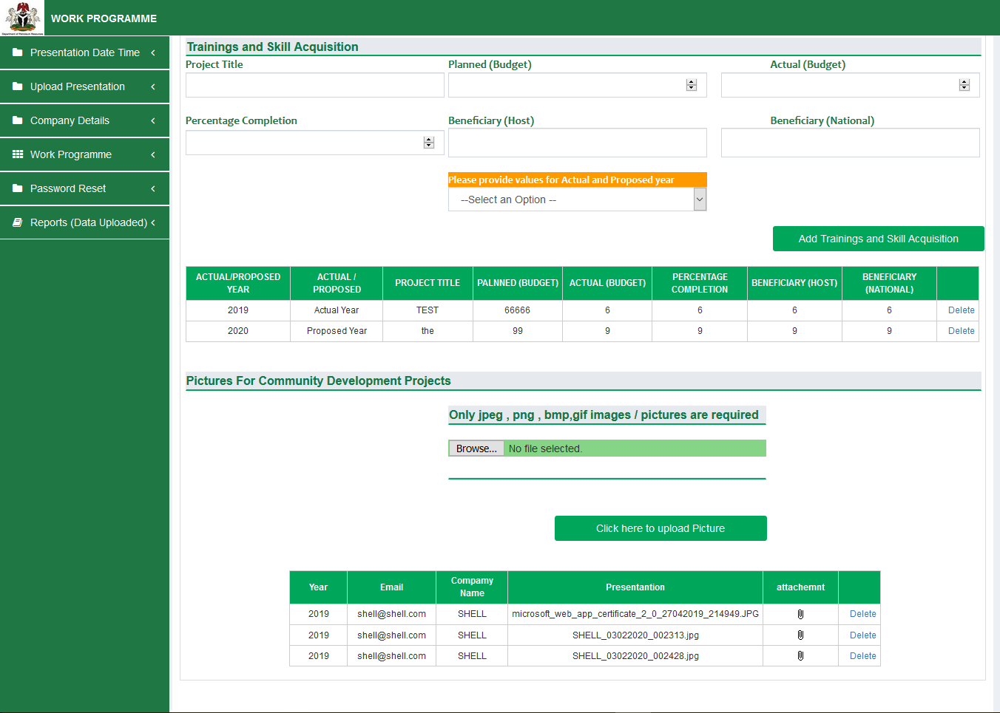 WORK PROGRAMME
Department of Petroleum Resources
Presentation Date Time
Upload Presentation
Company Details
Work Programme
Password Reset
Reports (Data Uploaded)
Trainings and Skill Acquisition
Project Title Planned (Budget) Actual (Budget)
Percentage Completion Beneficiary (Host) Beneficiary (National)
Please provide values for Actual and Proposed year
--Select an Option --
Add Trainings and Skill Acquisition
ACTUAL/PROPOSED YEAR ACTUAL / PROPOSED PROJECT TITLE PALNNED (BUDGET) ACTUAL (BUDGET) PERCENTAGE COMPLETION BENEFICIARY (HOST) BENEFICIARY (NATIONAL)
2019 Actual Year TEST 66666 6 6 6 6 Delete
2020 Proposed Year the 99 9 9 9 9 Delete
Pictures For Community Development Projects
Only jpeg , png , bmp,gif images / pictures are required
Browse... No file selected.
Click here to upload Picture
Year Email Compamy Name Presentantion attachemnt
2019 shell@shell.com SHELL microsoft_web_app_certificate_2_0_27042019_214949.JPG Delete
2019 shell@shell.com SHELL SHELL_03022020_002313.jpg Delete
2019 shell@shell.com SHELL SHELL_03022020_002428.jpg Delete